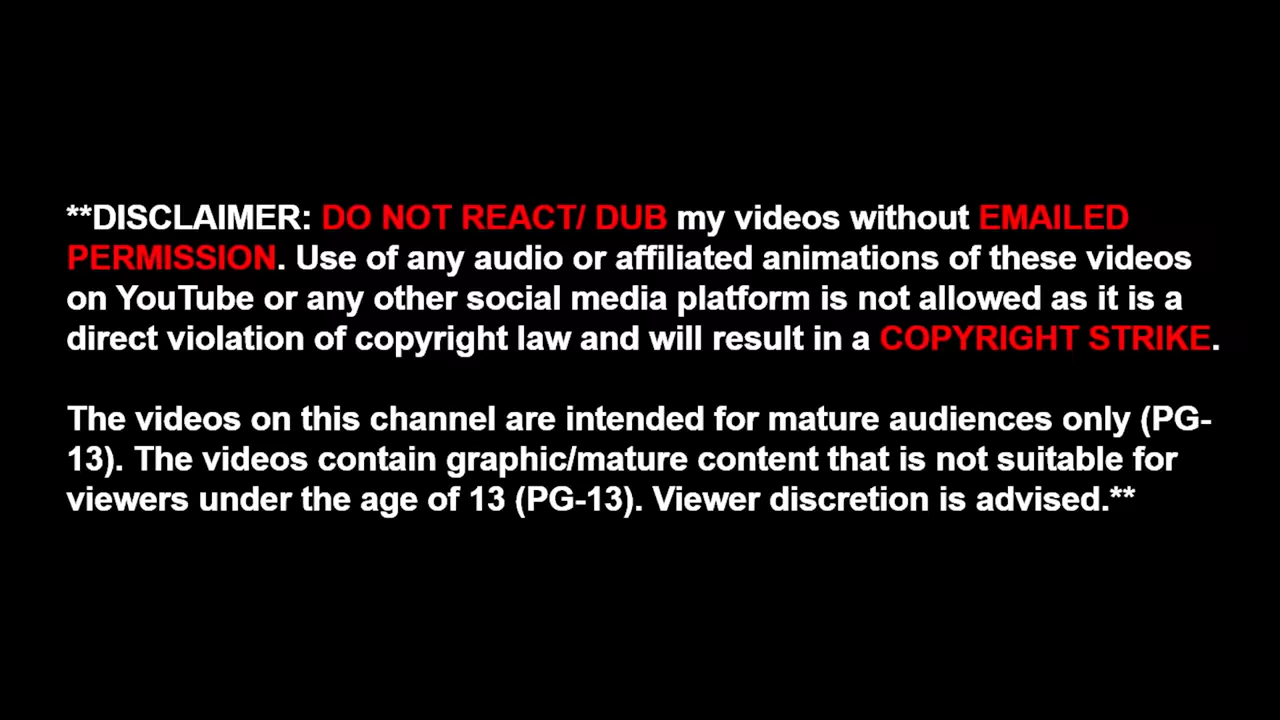 **DISCLAIMER: DO NOT REACT/ DUB my videos without EMAILED
PERMISSION. Use of any audio or affiliated animations of these videos
on YouTube or any other social media platform is not allowed as it is a
direct violation of copyright law and will result in a COPYRIGHT STRIKE.
The videos on this channel are intended for mature audiences only (PG-
13). The videos contain graphic/mature content that is not suitable for
viewers under the age of 13 (PG-13). Viewer discretion is advised.**